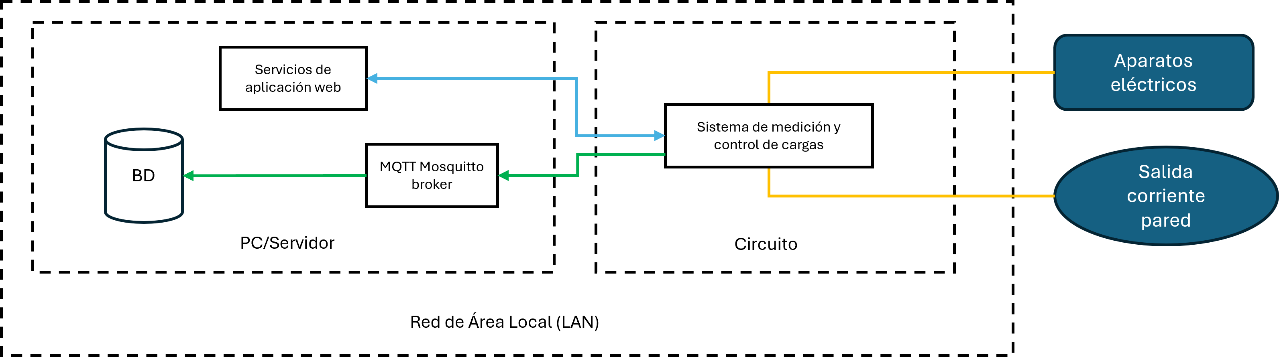 Servicios de
aplicación web
BD
MQTT Mosquitto
broker
PC/Servidor
Sistema de medición y
control de cargas
Circuito
Red de Área Local (LAN)
Aparatos
eléctricos
Salida
corriente
pared